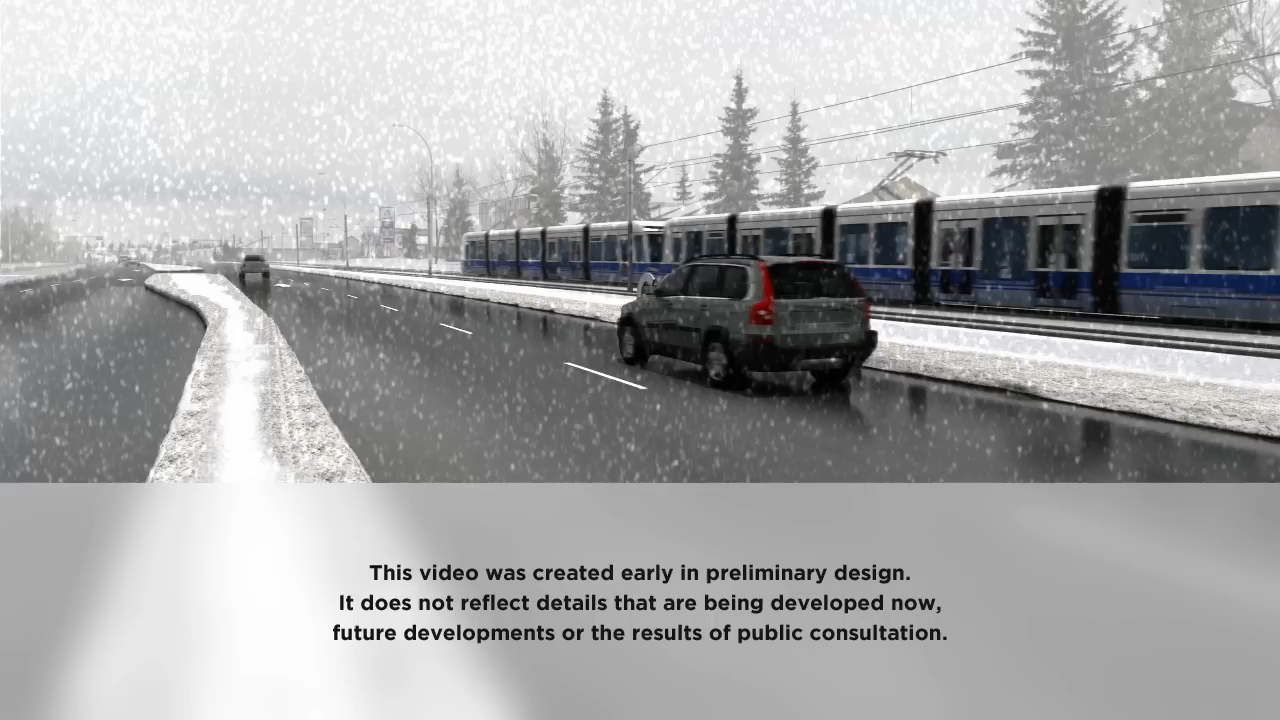 This video was created early in preliminary design.
It does not reflect details that are being developed now,
future developments or the results of public consultation.